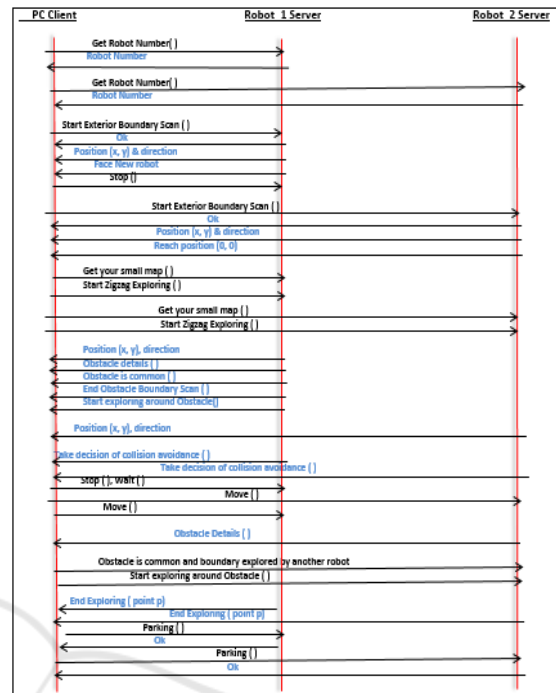 PC Client Robot 1 Server Robot 2 Server
Get Robot Number( )
Robot Number
Get Robot Number( )
Robot Number
Start Exterior Boundary Scan ( )
Ok
Position (x, y) & direction
Face New robot
Stop ()
Start Exterior Boundary Scan ( )
Ok
Position (x, y) & direction
Reach position (0, 0)
Get your small map ( )
Start Zigzag Exploring ( )
Get your small map ( )
Start Zigzag Exploring ( )
Position (x, y), direction
Obstacle details ( )
Obstacle is common ( )
End Obstacle Boundary Scan ( )
Start exploring around Obstacle()
Position (x, y), direction
Take decision of collision avoidance ( )
Take decision of collision avoidance ( )
Stop ( ), Wait ( )
Move ( )
Move ( )
Obstacle Details ( )
Obstacle is common and boundary explored by another robot
Start exploring around Obstacle ( )
End Exploring ( point p)
End Exploring ( point p)
Parking ( )
Ok
Parking ( )
Ok